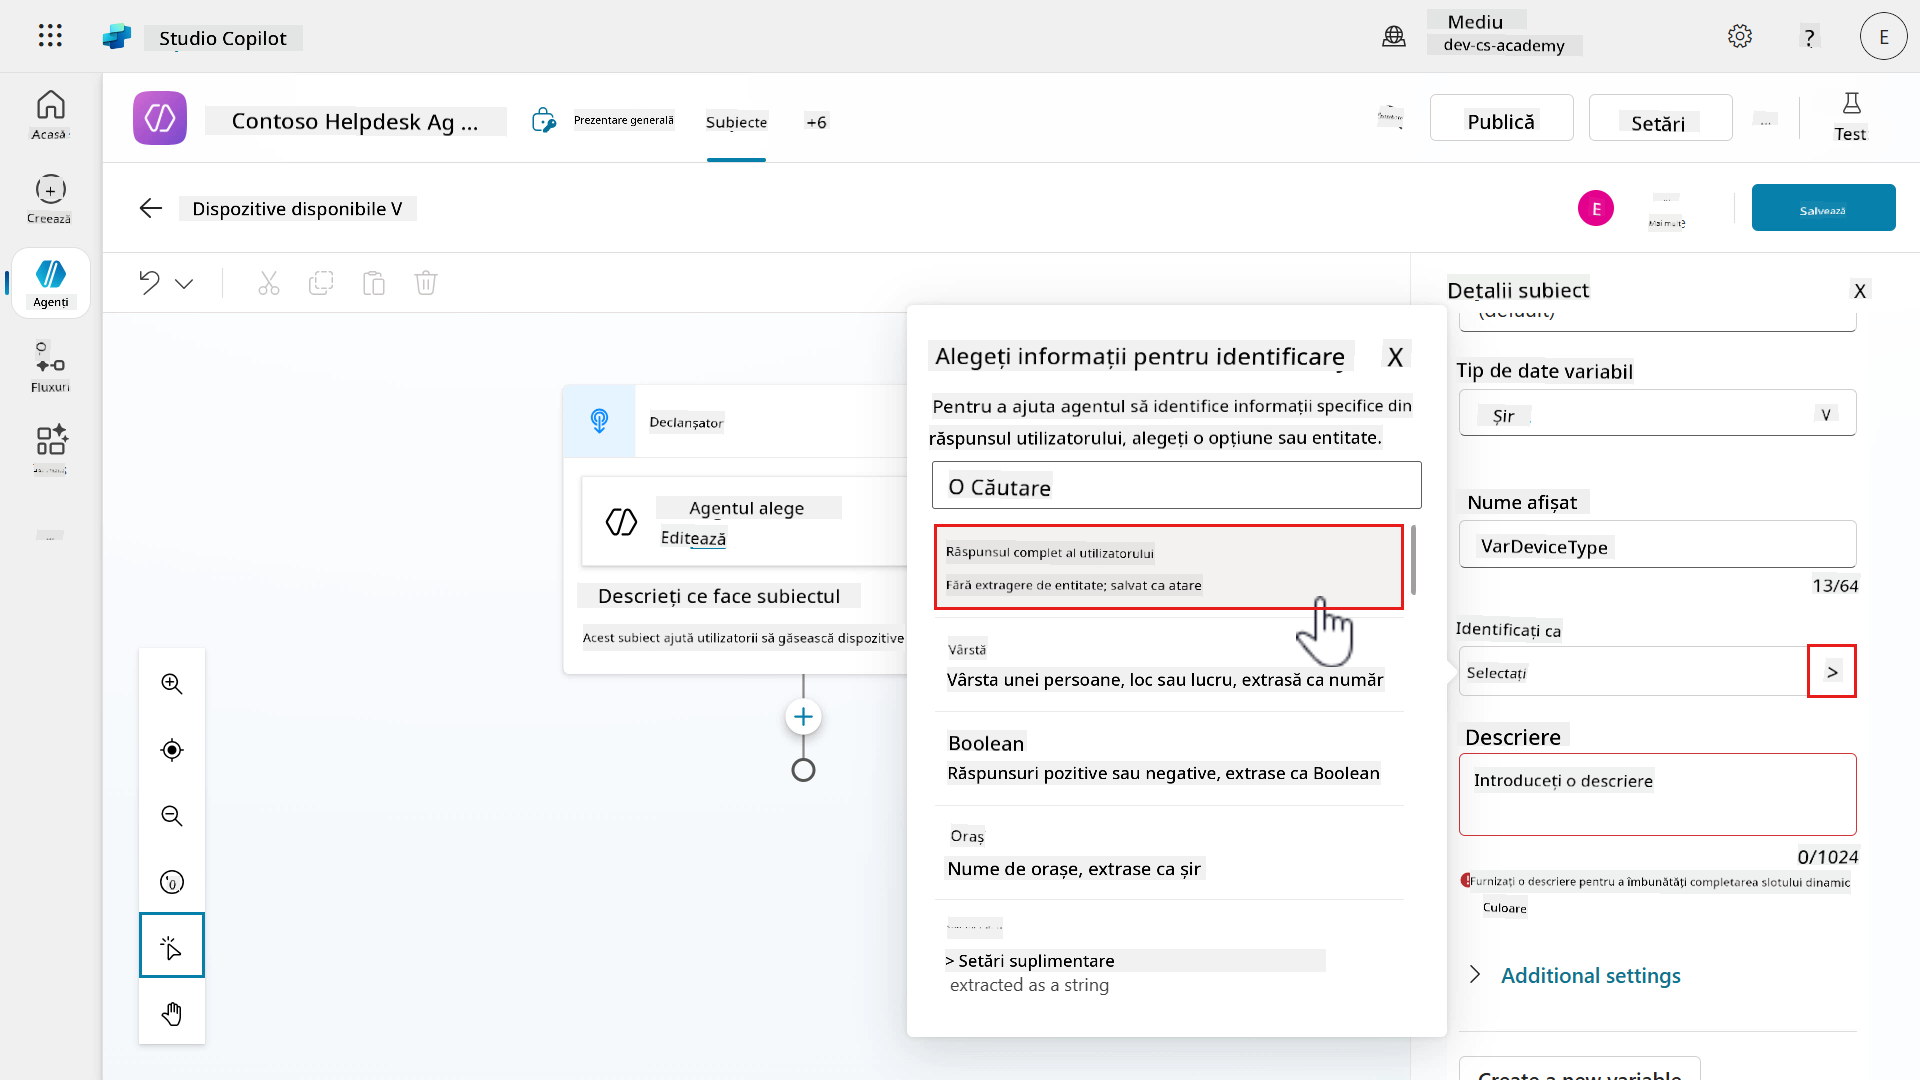 Studio Copilot
Mediu
dev-cs-academy
?
E
Acasă
Creează
Agenți
Fluxuri
...
Contoso Helpdesk Ag ...
Prezentare generală
Subiecte
+6
Publică
Setări
...
Test
Dispozitive disponibile V
E
Mai multe
Salvează
Declanșator
Agentul alege
Editează
Descrieți ce face subiectul
Acest subiect ajută utilizatorii să găsească dispozitive
Alegeți informații pentru identificare
X
Pentru a ajuta agentul să identifice informații specifice din
răspunsul utilizatorului, alegeți o opțiune sau entitate.
O Căutare
Răspunsul complet al utilizatorului
Fără extragere de entitate; salvat ca atare
Vârstă
Vârsta unei persoane, loc sau lucru, extrasă ca număr
Boolean
Răspunsuri pozitive sau negative, extrase ca Boolean
Oraș
Nume de orașe, extrase ca șir
> Setări suplimentare
extracted as a string
Detalii subiect
X
(default)
Tip de date variabil
Șir
V
Nume afișat
VarDeviceType
13/64
Identificați ca
Selectați
>
Descriere
Introduceți o descriere
0/1024
Furnizați o descriere pentru a îmbunătăți completarea slotului dinamic
Culoare
Additional settings
Create a new variable